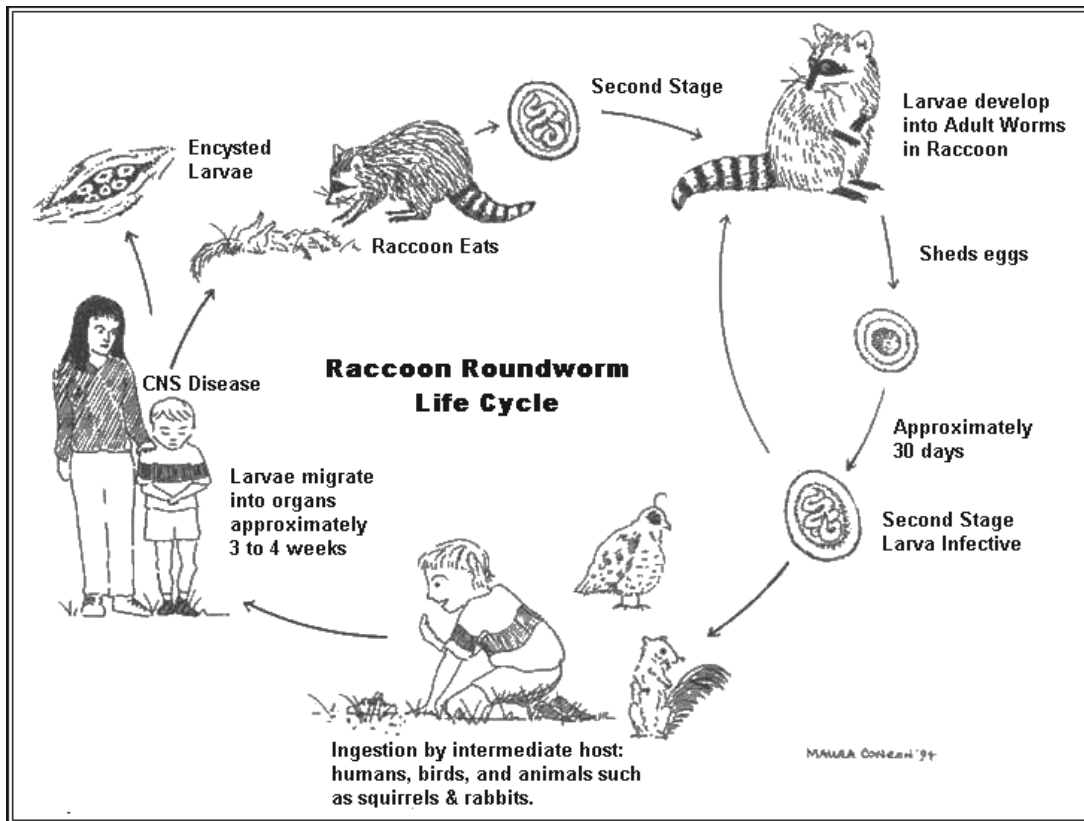 Second Stage
Larvae develop
into Adult Worms
in Raccoon
Encysted
Larvae
Raccoon Eats
Sheds eggs
Raccoon Roundworm
Life Cycle
CNS Disease
Approximately
30 days
Larvae migrate
into organs
approximately
3 to 4 weeks
Second Stage
Larva Infective
Ingestion by intermediate host:
humans, birds, and animals such
as squirrels & rabbits.
MAURA CONRON '94